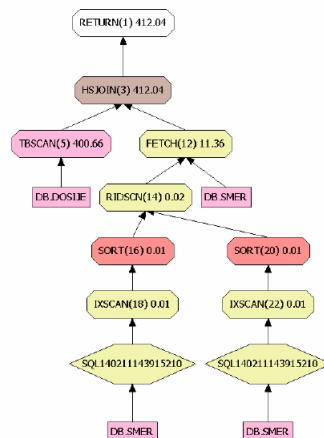 RETURN(1) 412.04
HSJOIN(3) 412.04
TBSCAN(5) 400.66
FETCH(12) 11.36
DB.DOSIJE
RIDSCN(14) 0.02
DB.SMER
SORT(16) 0.01
SORT(20) 0.01
IXSCAN(18) 0.01
IXSCAN(22) 0.01
SQL140211143915210
SQL140211143915210
DB.SMER
DB.SMER